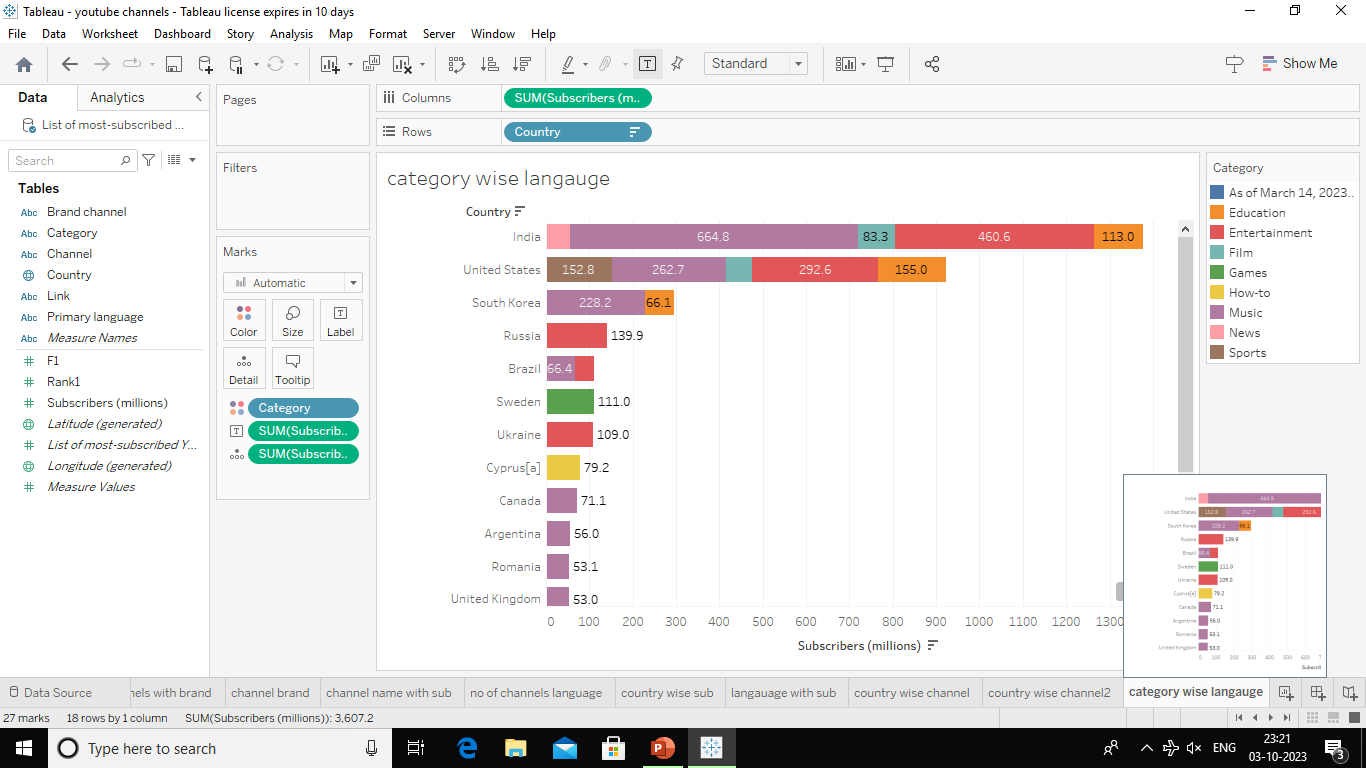 Tableau - youtube channels - Tableau license expires in 10 days
File Data Worksheet Dashboard Story Analysis Map Format Server Window Help
Standard
Show Me
Data Analytics
List of most-subscribed ...
Search
Tables
Abc Brand channel
Abc Category
Abc Channel
Country
Abc Link
Abc Primary language
Abc Measure Names
F1
Rank1
Subscribers (millions)
Latitude (generated)
List of most-subscribed Y...
Longitude (generated)
Measure Values
Pages
Filters
Marks
Automatic
Color Size Label
Detail Tooltip
Category
SUM(Subscrib..
SUM(Subscrib..
Columns SUM(Subscribers (m..
Rows Country
category wise langauge
Country
India 664.8 83.3 460.6 113.0
United States 152.8 262.7 292.6 155.0
South Korea 228.2 66.1
Russia 139.9
Brazil 66.4
Sweden 111.0
Ukraine 109.0
Cyprus[a] 79.2
Canada 71.1
Argentina 56.0
Romania 53.1
United Kingdom 53.0
0 100 200 300 400 500 600 700 800 900 1000 1100 1200 1300
Subscribers (millions)
Category
As of March 14, 2023..
Education
Entertainment
Film
Games
How-to
Music
News
Sports
India 664.8
United States 152.8 262.7 292.6
South Korea 228.2 66.1
Russia 139.9
Brazil 66.4
Sweden 111.0
Ukraine 109.0
Cyprus[a] 79.2
Canada 71.1
Argentina 56.0
Romania 53.1
United Kingdom 53.0
0 100 200 300 400 500 600 7
Subscri
Data Source nels with brand channel brand channel name with sub no of channels language country wise sub langauage with sub country wise channel country wise channel2 category wise langauge
27 marks 18 rows by 1 column SUM(Subscribers (millions)): 3,607.2
Type here to search
ENG
23:21
03-10-2023
3